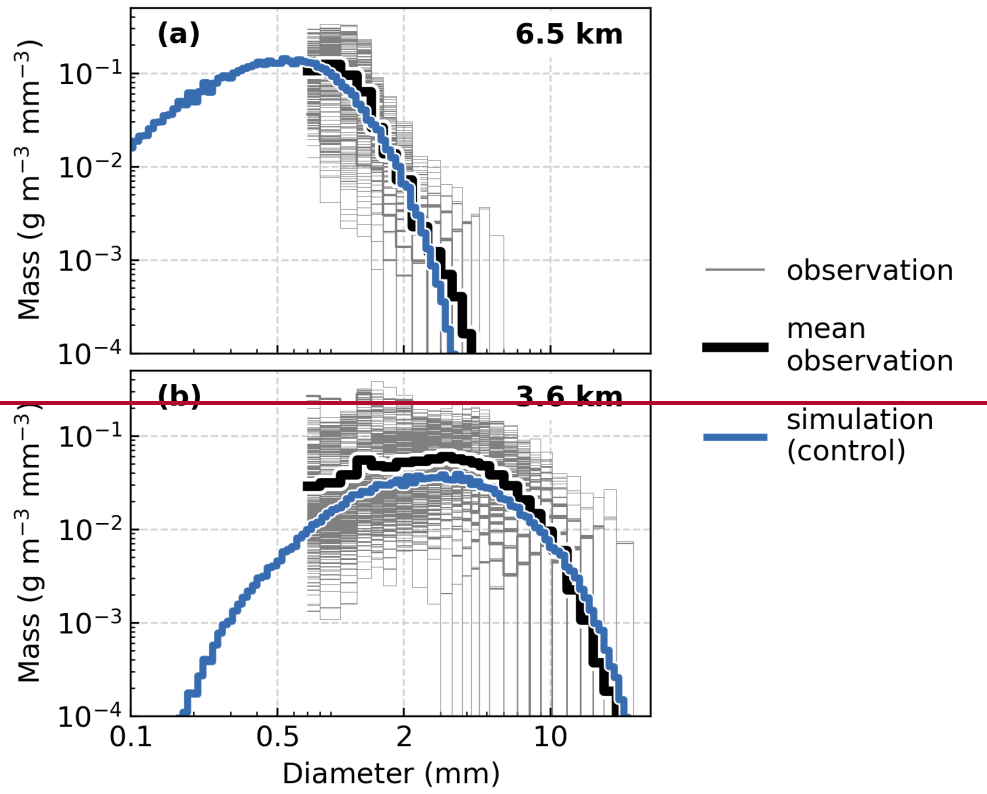 (a) 6.5 km
10⁻¹
10⁻²
10⁻³
10⁻⁴
Mass (g m⁻³ mm⁻³)
(b) 3.6 km
10⁻¹
10⁻²
10⁻³
10⁻⁴
Mass (g m⁻³ mm⁻³)
0.1 0.5 2 10
Diameter (mm)
observation
mean
observation
simulation
(control)